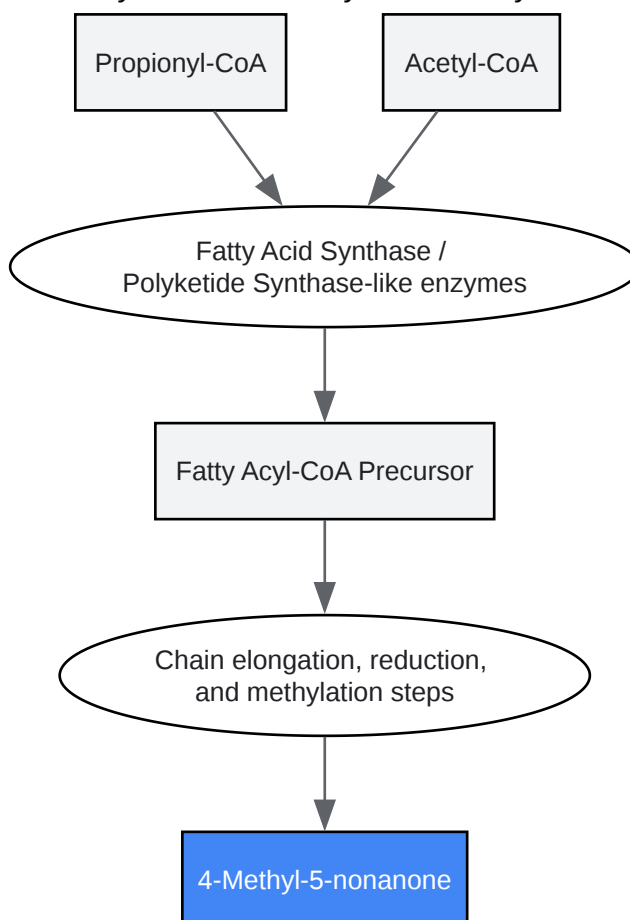 Propionyl-CoA
Acetyl-CoA
Fatty Acid Synthase /
Polyketide Synthase-like enzymes
Fatty Acyl-CoA Precursor
Chain elongation, reduction,
and methylation steps
4-Methyl-5-nonanone